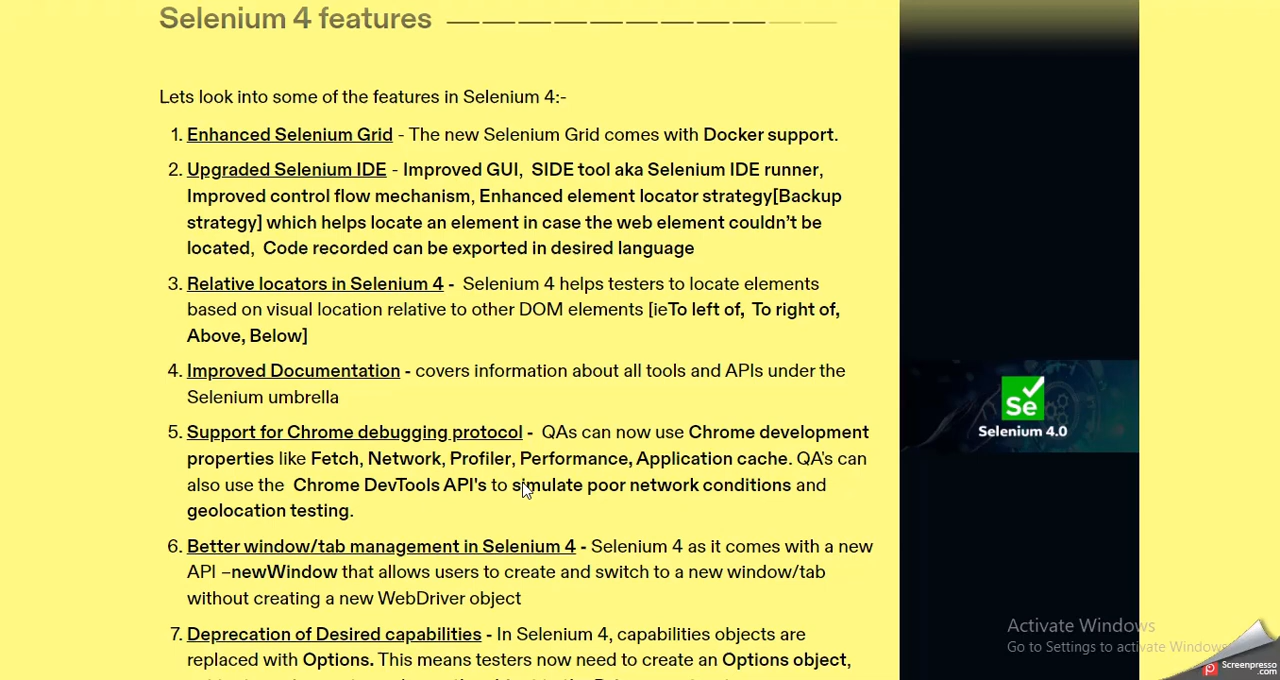 Selenium 4 features
Lets look into some of the features in Selenium 4:-
1. Enhanced Selenium Grid - The new Selenium Grid comes with Docker support.
2. Upgraded Selenium IDE - Improved GUI, SIDE tool aka Selenium IDE runner,
Improved control flow mechanism, Enhanced element locator strategy[Backup
strategy] which helps locate an element in case the web element couldn't be
located, Code recorded can be exported in desired language
3. Relative locators in Selenium 4 - Selenium 4 helps testers to locate elements
based on visual location relative to other DOM elements [ieTo left of, To right of,
Above, Below]
4. Improved Documentation - covers information about all tools and APIs under the
Selenium umbrella
5. Support for Chrome debugging protocol - QAs can now use Chrome development
properties like Fetch, Network, Profiler, Performance, Application cache. QA's can
also use the Chrome DevTools API's to simulate poor network conditions and
geolocation testing.
6. Better window/tab management in Selenium 4 - Selenium 4 as it comes with a new
API –newWindow that allows users to create and switch to a new window/tab
without creating a new WebDriver object
7. Deprecation of Desired capabilities - In Selenium 4, capabilities objects are
replaced with Options. This means testers now need to create an Options object,
Se
Selenium 4.0
Activate Windows
Go to Settings to activate Windows
Screenpresso
.com